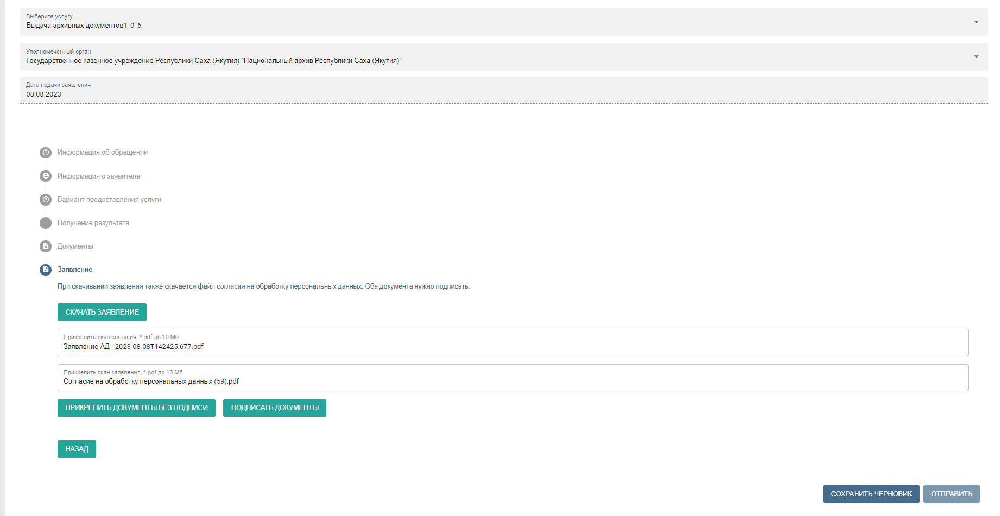 Выберите услугу
Выдача архивных документов1_0_6
Уполномоченный орган
Государственное казенное учреждение Республики Саха (Якутия) "Национальный архив Республики Саха (Якутия)"
Дата подачи заявления
08.08.2023
Информация об обращении
Информация о заявителе
Вариант предоставления услуги
Получение результата
Документы
Заявление
При скачивании заявления также скачается файл согласия на обработку персональных данных. Оба документа нужно подписать.
СКАЧАТЬ ЗАЯВЛЕНИЕ
Прикрепить скан согласия. *.pdf до 10 Мб
Заявление АД - 2023-08-08T142425.677.pdf
Прикрепить скан заявления. *.pdf до 10 Мб
Согласие на обработку персональных данных (59).pdf
ПРИКРЕПИТЬ ДОКУМЕНТЫ БЕЗ ПОДПИСИ ПОДПИСАТЬ ДОКУМЕНТЫ
НАЗАД
СОХРАНИТЬ ЧЕРНОВИК ОТПРАВИТЬ